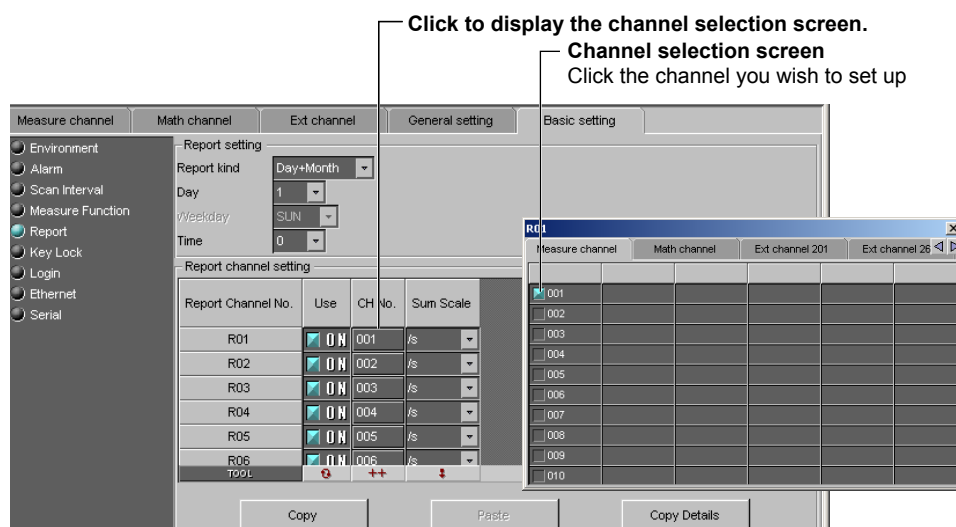 Click to display the channel selection screen.
Channel selection screen
Click the channel you wish to set up
Measure channel Math channel Ext channel General setting Basic setting
Environment
Alarm
Scan Interval
Measure Function
Report
Key Lock
Login
Ethernet
Serial
Report setting
Report kind Day+Month
Day 1
Weekday SUN
Time 0
Report channel setting
Report Channel No. Use CH No. Sum Scale
R01 ON 001 /s
R02 ON 002 /s
R03 ON 003 /s
R04 ON 004 /s
R05 ON 005 /s
R06 ON 006 /s
TOOL
Copy Paste Copy Details
R01
Measure channel Math channel Ext channel 201 Ext channel 26
001
002
003
004
005
006
007
008
009
010